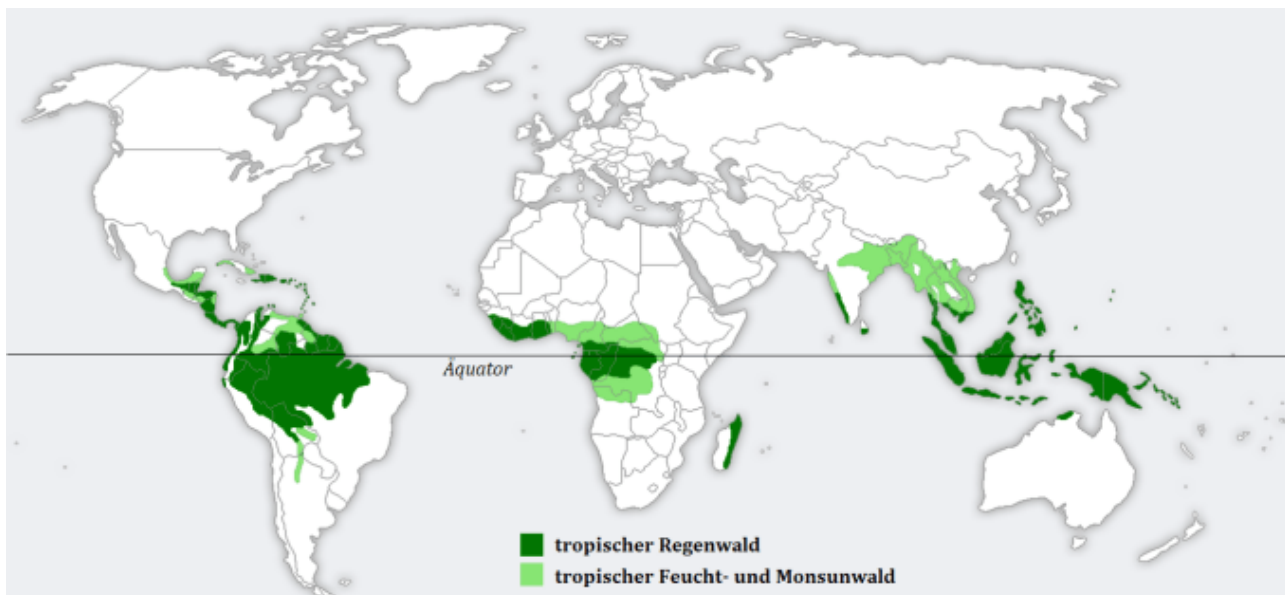 Äquator
tropischer Regenwald
tropischer Feucht- und Monsunwald